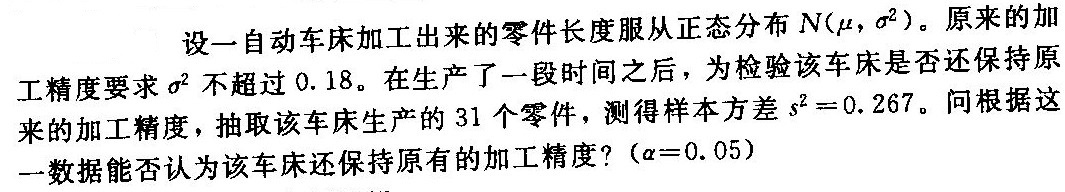 设一自动车床加工出来的零件长度服从正态分布 N(μ, σ²)。原来的加
工精度要求 σ² 不超过 0.18。在生产了一段时间之后，为检验该车床是否还保持原
来的加工精度，抽取该车床生产的 31 个零件，测得样本方差 s²=0.267。问根据这
一数据能否认为该车床还保持原有的加工精度？(α=0.05)